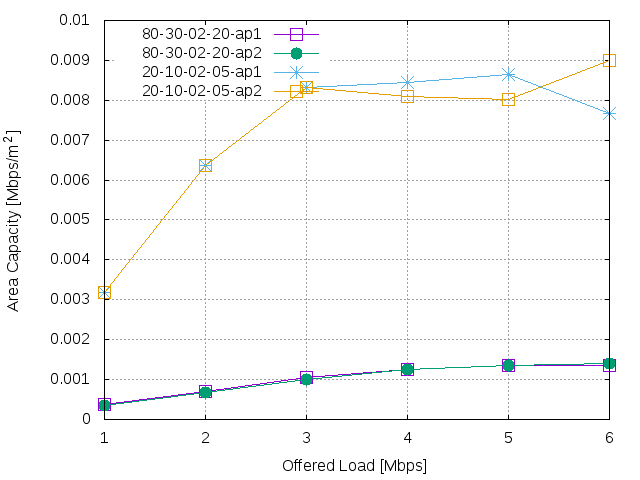 0.01
0.009
0.008
0.007
0.006
0.005
0.004
0.003
0.002
0.001
0
Area Capacity [Mbps/m²]
80-30-02-20-ap1
80-30-02-20-ap2
20-10-02-05-ap1
20-10-02-05-ap2
1 2 3 4 5 6
Offered Load [Mbps]